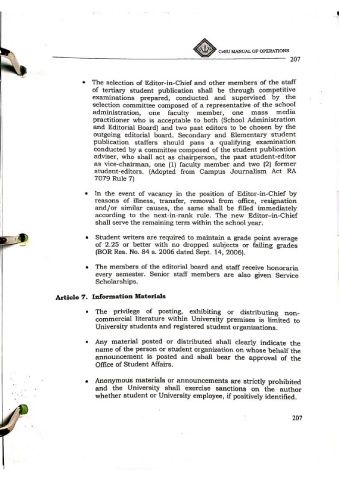 CMU MANUAL OF OPERATIONS
207
• The selection of Editor-in-Chief and other members of the staff
of tertiary student publication shall be through competitive
examinations prepared, conducted and supervised by the
selection committee composed of a representative of the school
administration, one faculty member, one mass media
practitioner who is acceptable to both (School Administration
and Editorial Board) and two past editors to be chosen by the
outgoing editorial board. Secondary and Elementary student
publication staffers should pass a qualifying examination
conducted by a committee composed of the student publication
adviser, who shall act as chairperson, the past student-editor
as vice-chairman, one (1) faculty member and two (2) former
student-editors. (Adopted from Campus Journalism Act RA
7079 Rule 7)
• In the event of vacancy in the position of Editor-in-Chief by
reasons of illness, transfer, removal from office, resignation
and/or similar causes, the same shall be filled immediately
according to the next-in-rank rule. The new Editor-in-Chief
shall serve the remaining term within the school year.
• Student writers are required to maintain a grade point average
of 2.25 or better with no dropped subjects or failing grades
(BOR Res. No. 84 s. 2006 dated Sept. 14, 2006).
• The members of the editorial board and staff receive honoraria
every semester. Senior staff members are also given Service
Scholarships.
Article 7. Information Materials
• The privilege of posting, exhibiting or distributing non-
commercial literature within University premises is limited to
University students and registered student organizations.
• Any material posted or distributed shall clearly indicate the
name of the person or student organization on whose behalf the
announcement is posted and shall bear the approval of the
Office of Student Affairs.
• Anonymous materials or announcements are strictly prohibited
and the University shall exercise sanctions on the author
whether student or University employee, if positively identified.
207